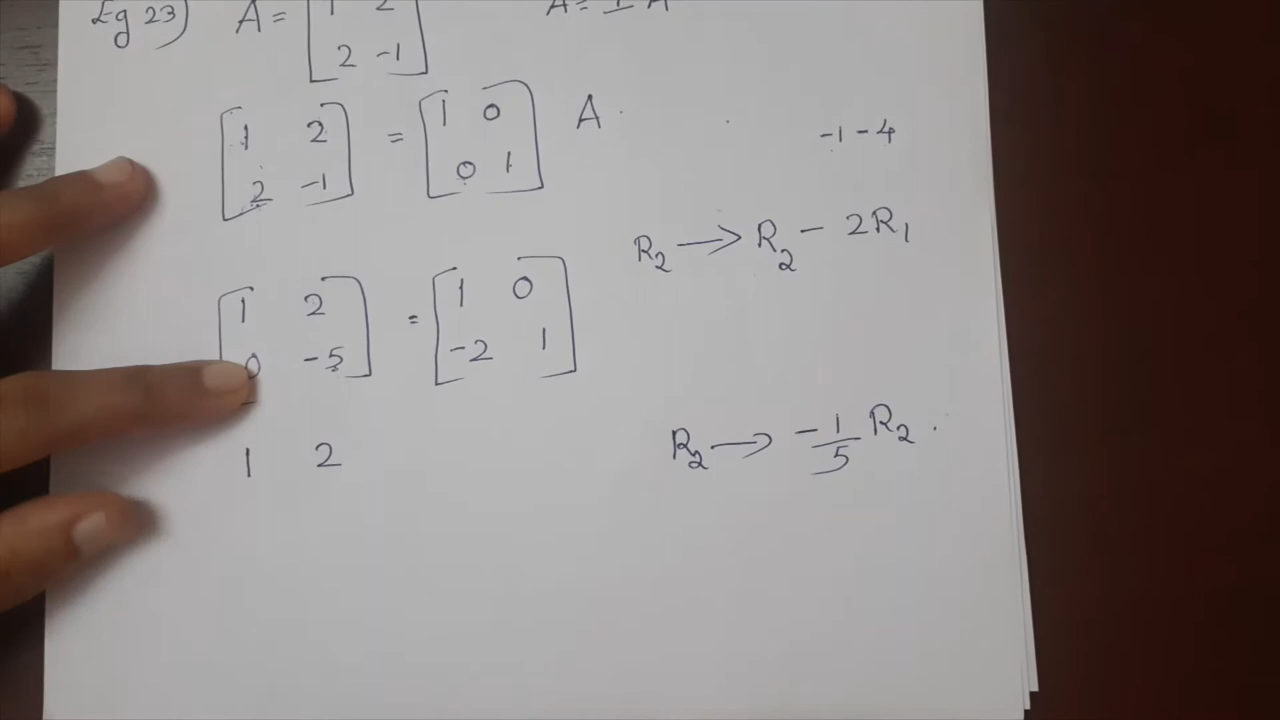 Eg 23) A = [1 2 A = I A
2 -1]
[1 2 = [1 0 A
2 -1] 0 1]
-1 - 4
R2 → R2 - 2R1
[1 2 = [1 0
0 -5] -2 1]
R2 → -1/5 R2 .
1 2